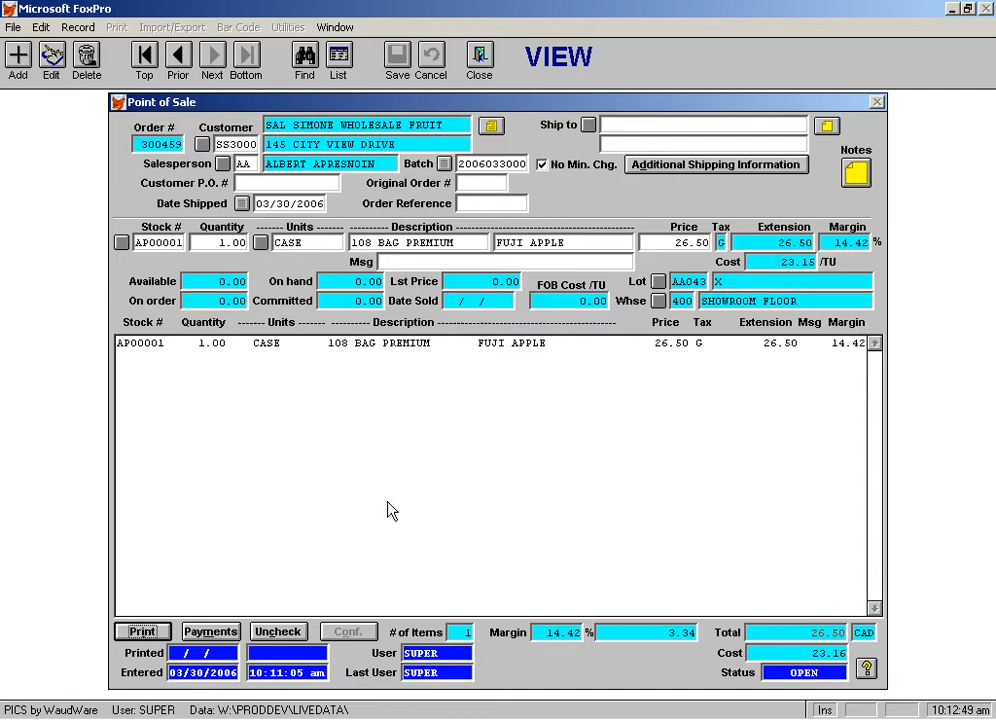 Microsoft FoxPro
File Edit Record Print Import/Export Bar Code Utilities Window
Add Edit Delete Top Prior Next Bottom Find List Save Cancel Close VIEW
Point of Sale
Order # Customer SAL SIMONE WHOLESALE FRUIT Ship to
300459 SS3000 145 CITY VIEW DRIVE Notes
Salesperson AA ALBERT APRESNOIN Batch 2006033000 No Min. Chg. Additional Shipping Information
Customer P.O. # Original Order #
Date Shipped 03/30/2006 Order Reference
Stock # Quantity ------- Units ------- ---------- Description -------------------------------------- Price Tax Extension Margin
AP00001 1.00 CASE 108 BAG PREMIUM FUJI APPLE 26.50 G 26.50 14.42 %
Msg Cost 23.15 /TU
Available 0.00 On hand 0.00 Lst Price 0.00 FOB Cost /TU Lot AA043 X
On order 0.00 Committed 0.00 Date Sold / / 0.00 Whse 400 SHOWROOM FLOOR
Stock # Quantity ------- Units ------- ---------- Description -------------------------------------- Price Tax Extension Msg Margin
AP00001 1.00 CASE 108 BAG PREMIUM FUJI APPLE 26.50 G 26.50 14.42
Print Payments Uncheck Conf. # of Items 1 Margin 14.42 % 3.34 Total 26.50 CAD
Printed / / User SUPER Cost 23.16
Entered 03/30/2006 10:11:05 am Last User SUPER Status OPEN ?
PICS by WaudWare User: SUPER Data: W:\PRODDEV\LIVEDATA\ Ins 10:12:49 am